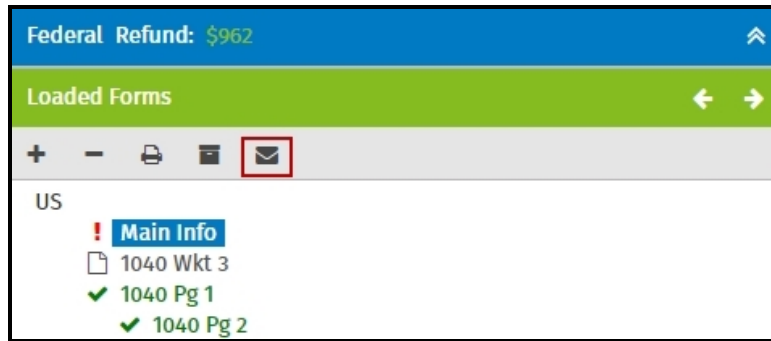 Federal Refund: $962
Loaded Forms
US
Main Info
1040 Wkt 3
1040 Pg 1
1040 Pg 2